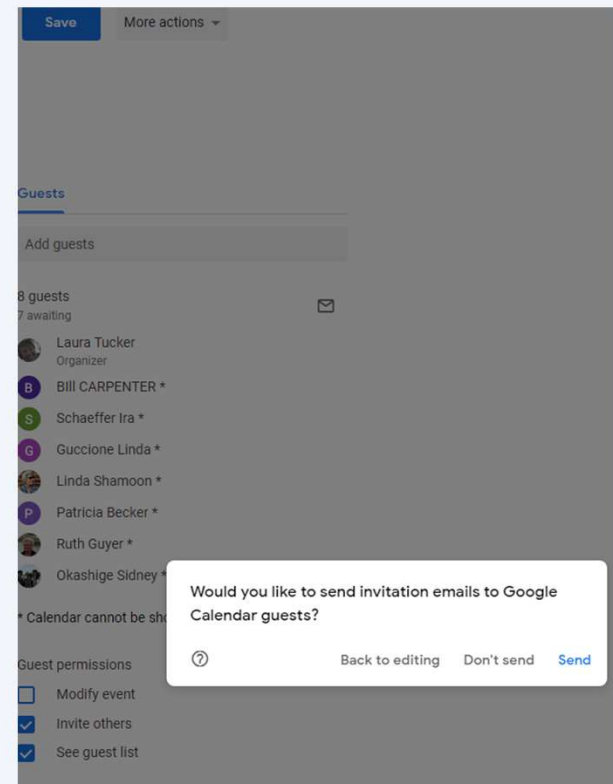 Save More actions
Guests
Add guests
8 guests
7 awaiting
Laura Tucker
Organizer
B BIll CARPENTER *
S Schaeffer Ira *
G Guccione Linda *
Linda Shamoon *
P Patricia Becker *
Ruth Guyer *
Okashige Sidney *
Would you like to send invitation emails to Google
Calendar guests?
* Calendar cannot be
Back to editing Don't send Send
Guest permissions
Modify event
Invite others
See guest list